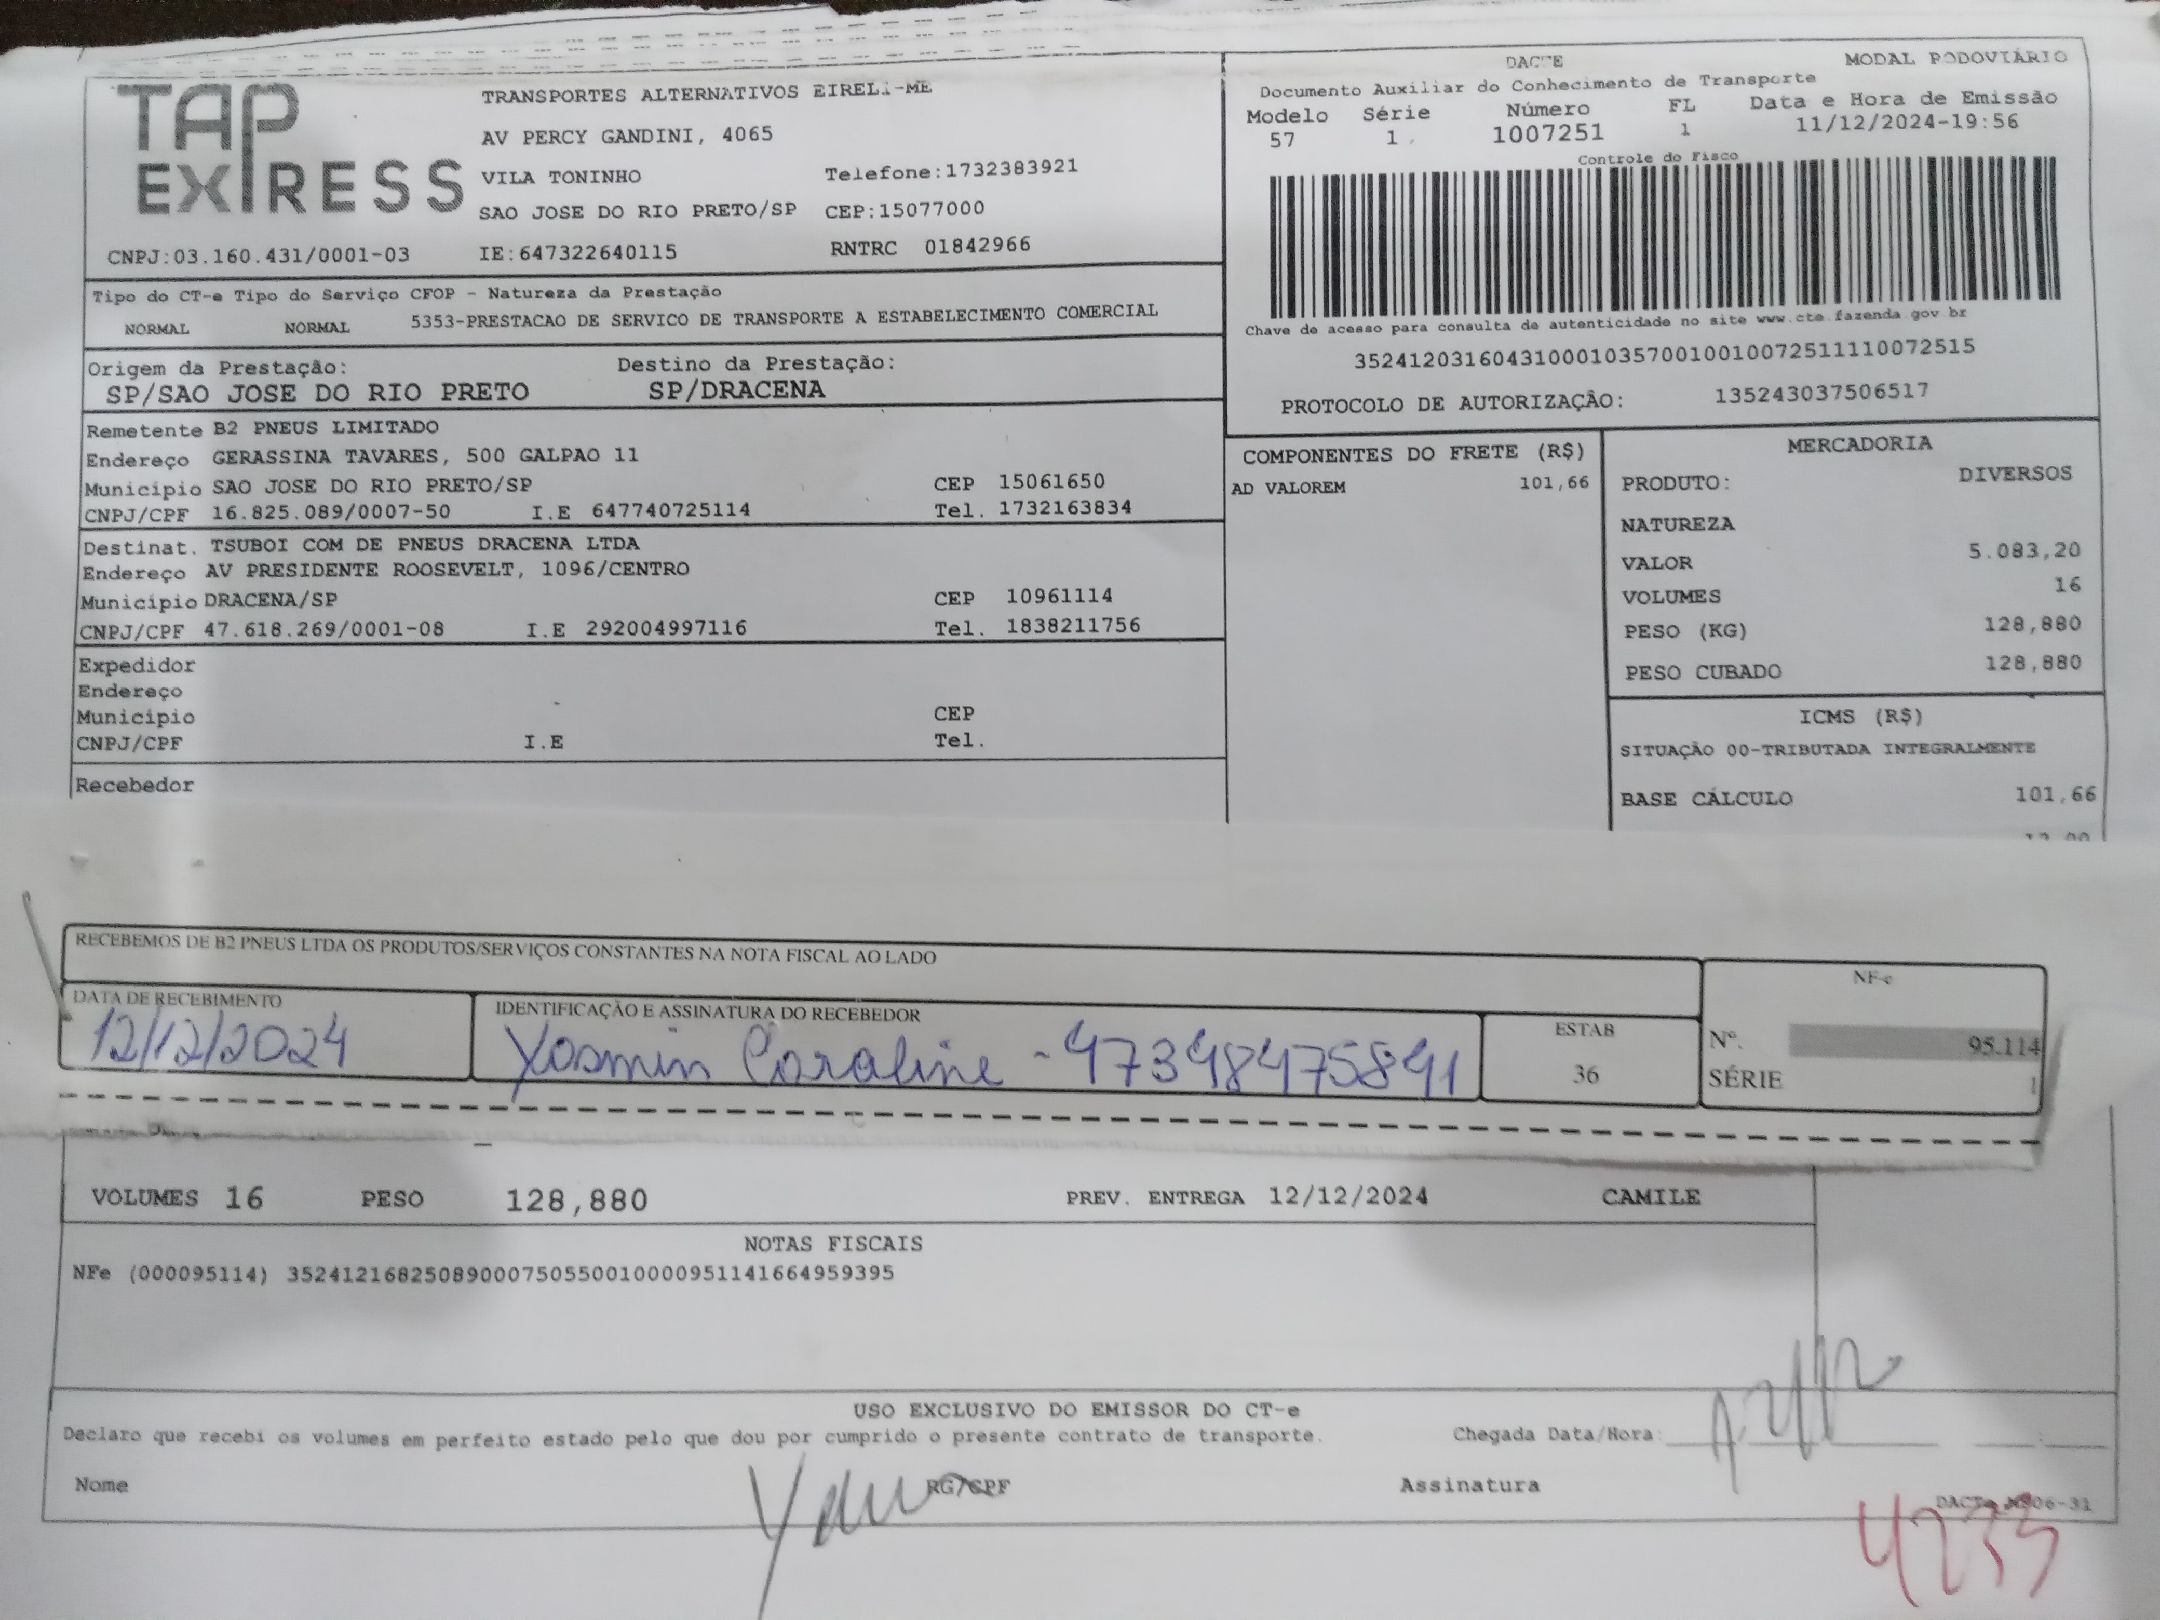 TAP EXPRESS
TRANSPORTES ALTERNATIVOS EIRELI-ME
AV PERCY GANDINI, 4065
VILA TONINHO Telefone:1732383921
SAO JOSE DO RIO PRETO/SP CEP:15077000
CNPJ:03.160.431/0001-03 IE:647322640115 RNTRC 01842966
DACTE MODAL RODOVIÁRIO
Documento Auxiliar do Conhecimento de Transporte
Modelo Série Número FL Data e Hora de Emissão
57 1 1007251 1 11/12/2024-19:56
Controle do Fisco
Chave de acesso para consulta de autenticidade no site www.cte.fazenda.gov.br
35241203160431000103570010010072511110072515
PROTOCOLO DE AUTORIZAÇÃO: 135243037506517
Tipo do CT-e Tipo do Serviço CFOP - Natureza da Prestação
NORMAL NORMAL 5353-PRESTACAO DE SERVICO DE TRANSPORTE A ESTABELECIMENTO COMERCIAL
Origem da Prestação: Destino da Prestação:
SP/SAO JOSE DO RIO PRETO SP/DRACENA
Remetente B2 PNEUS LIMITADO
Endereço GERASSINA TAVARES, 500 GALPAO 11
Município SAO JOSE DO RIO PRETO/SP CEP 15061650
CNPJ/CPF 16.825.089/0007-50 I.E 647740725114 Tel. 1732163834
Destinat. TSUBOI COM DE PNEUS DRACENA LTDA
Endereço AV PRESIDENTE ROOSEVELT, 1096/CENTRO
Município DRACENA/SP CEP 10961114
CNPJ/CPF 47.618.269/0001-08 I.E 292004997116 Tel. 1838211756
Expedidor
Endereço
Município CEP
CNPJ/CPF I.E Tel.
Recebedor
COMPONENTES DO FRETE (R$)
AD VALOREM 101,66
MERCADORIA
PRODUTO: DIVERSOS
NATUREZA
VALOR 5.083,20
VOLUMES 16
PESO (KG) 128,880
PESO CUBADO 128,880
ICMS (R$)
SITUAÇÃO 00-TRIBUTADA INTEGRALMENTE
BASE CÁLCULO 101,66
RECEBEMOS DE B2 PNEUS LTDA OS PRODUTOS/SERVIÇOS CONSTANTES NA NOTA FISCAL AO LADO
DATA DE RECEBIMENTO IDENTIFICAÇÃO E ASSINATURA DO RECEBEDOR ESTAB NF-e
12/12/2024 Yasmin Coraline - 47398475891 36 Nº. 95.114
SÉRIE 1
VOLUMES 16 PESO 128,880 PREV. ENTREGA 12/12/2024 CAMILE
NOTAS FISCAIS
NFe (000095114) 35241216825089000750550010000951141664959395
USO EXCLUSIVO DO EMISSOR DO CT-e
Declaro que recebi os volumes em perfeito estado pelo que dou por cumprido o presente contrato de transporte. Chegada Data/Hora:
Nome RG/CPF Assinatura
4233